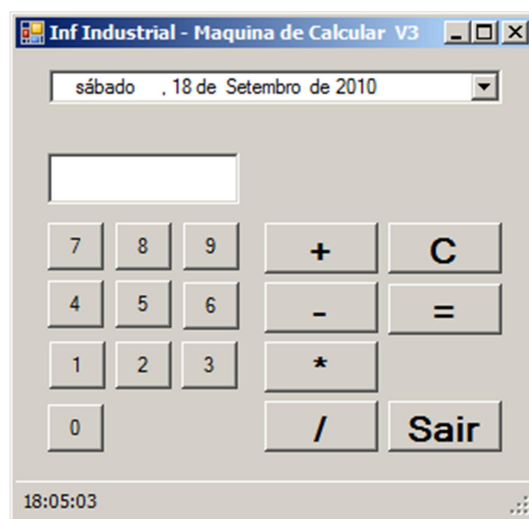 Inf Industrial - Maquina de Calcular V3
sábado , 18 de Setembro de 2010
7 8 9 + C
4 5 6 - =
1 2 3 *
0 / Sair
18:05:03